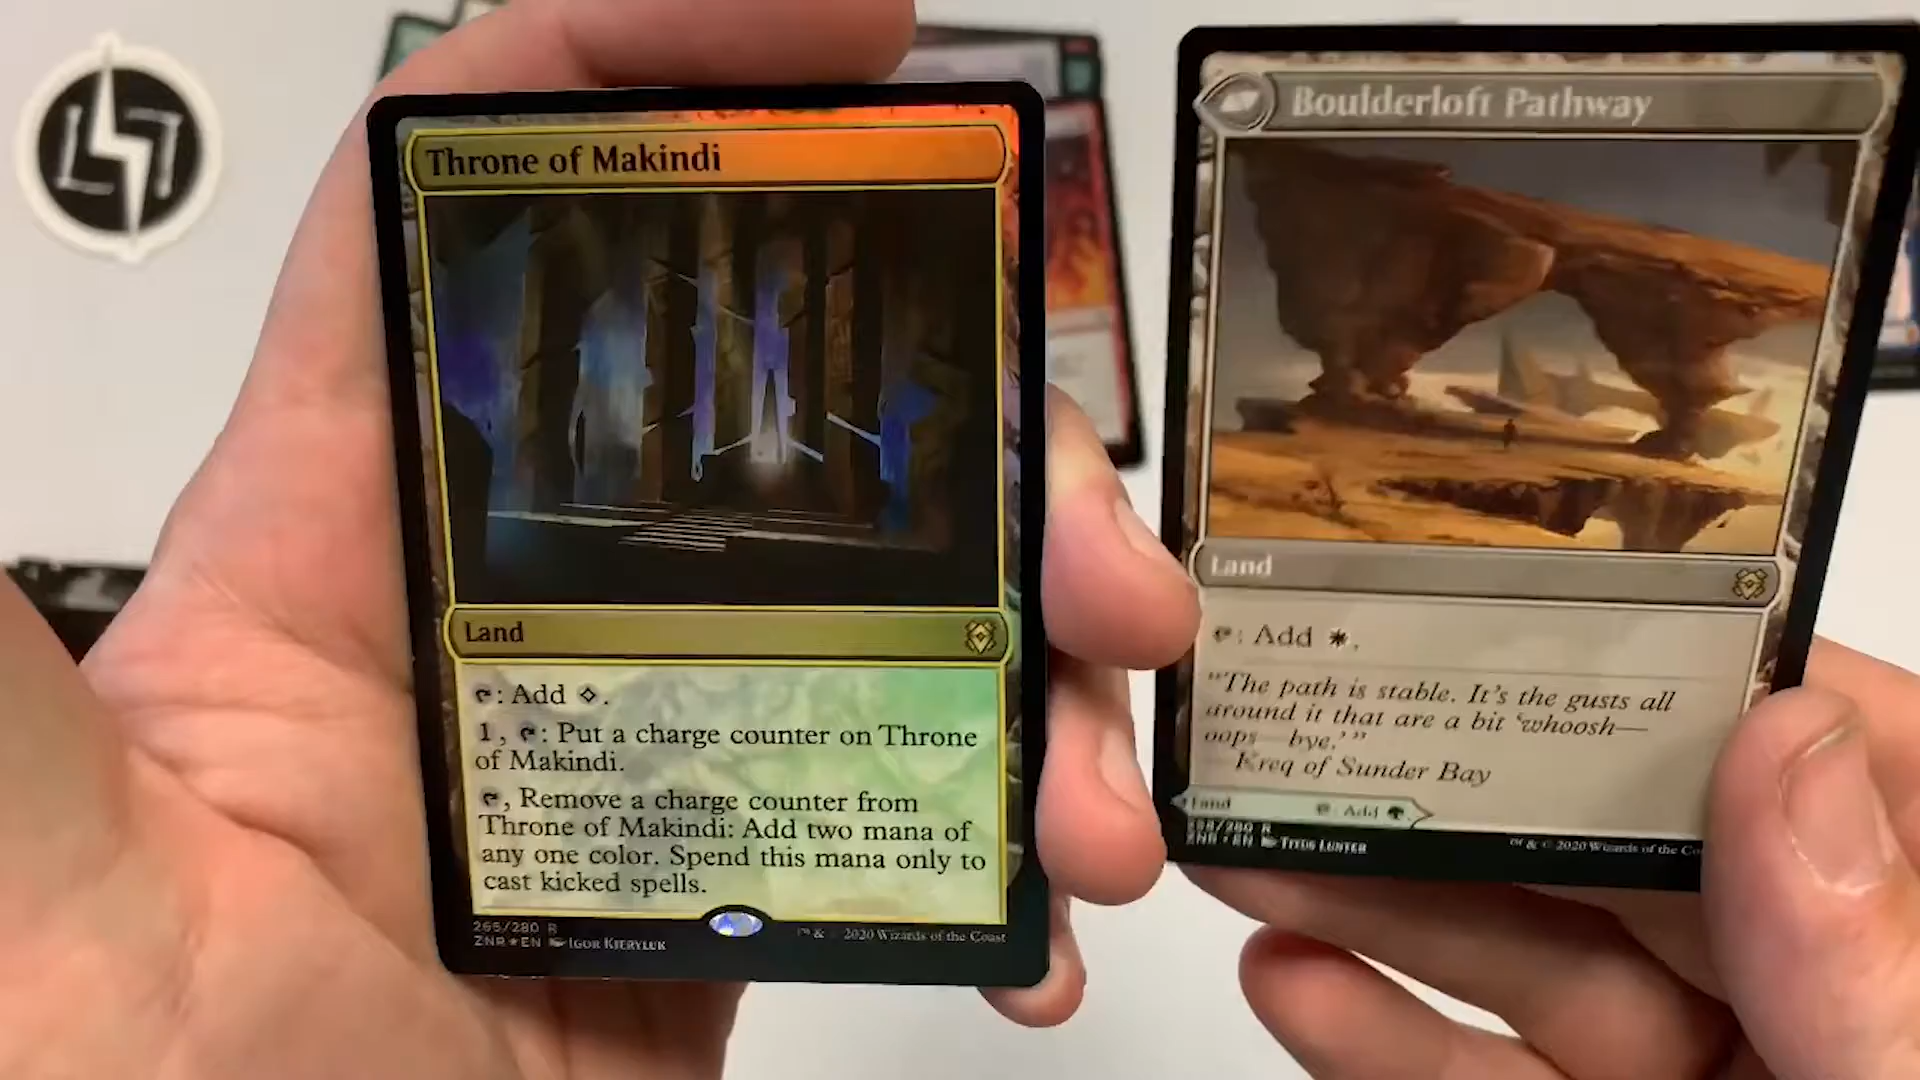 Throne of Makindi
Land
: Add .
1, : Put a charge counter on Throne
of Makindi.
, Remove a charge counter from
Throne of Makindi: Add two mana of
any one color. Spend this mana only to
cast kicked spells.
265/280 R
ZNR★EN IGOR KIERYLUK
™ & 2020 Wizards of the Coast
Boulderloft Pathway
Land
: Add .
"The path is stable. It's the gusts all
around it that are a bit 'whoosh—
oops—bye.'"
Kreq of Sunder Bay
Land : Add .
/280 R
ZNR • EN TITUS LUNTER
™ & © 2020 Wizards of the Co